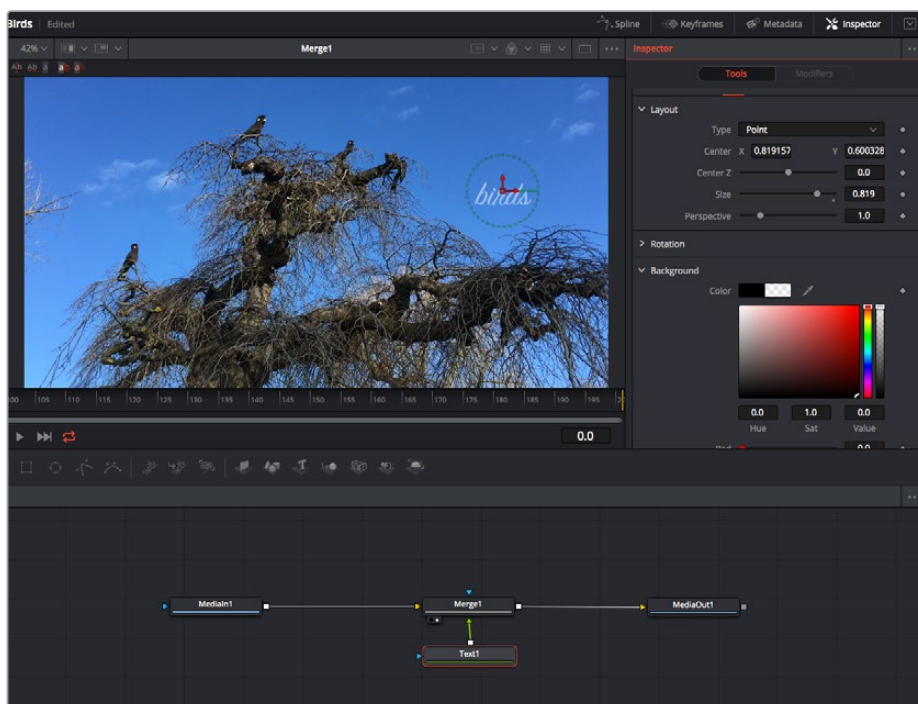 Birds Edited Spline Keyframes Metadata Inspector
42% Merge1 Inspector
Tools Modifiers
Layout
Type Point
Center X 0.819157 Y 0.600328
Center Z 0.0
Size 0.819
Perspective 1.0
birds
Rotation
Background
Color
0.0 1.0 0.0
Hue Sat Value
100 105 110 115 120 125 130 135 140 145 150 155 160 165 170 175 180 185 190 195
0.0
MediaIn1 Merge1 MediaOut1
Text1